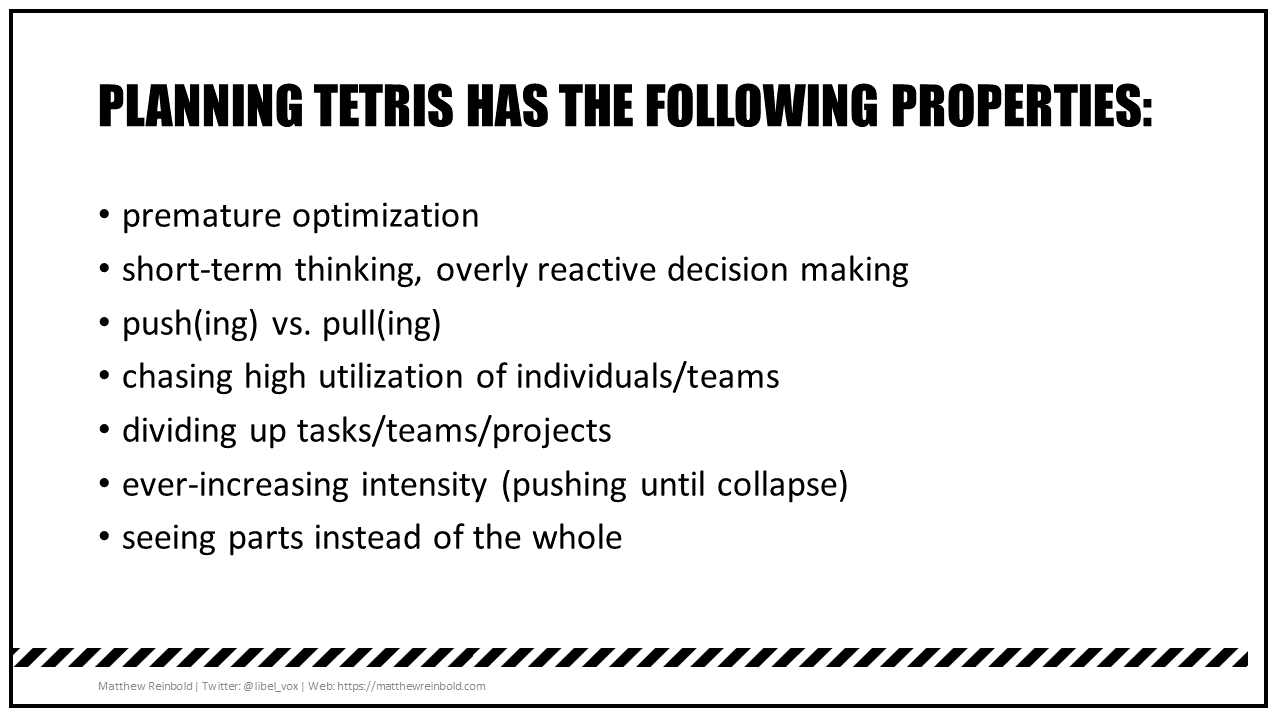 PLANNING TETRIS HAS THE FOLLOWING PROPERTIES:
• premature optimization
• short-term thinking, overly reactive decision making
• push(ing) vs. pull(ing)
• chasing high utilization of individuals/teams
• dividing up tasks/teams/projects
• ever-increasing intensity (pushing until collapse)
• seeing parts instead of the whole
Matthew Reinbold | Twitter: @libel_vox | Web: https://matthewreinbold.com